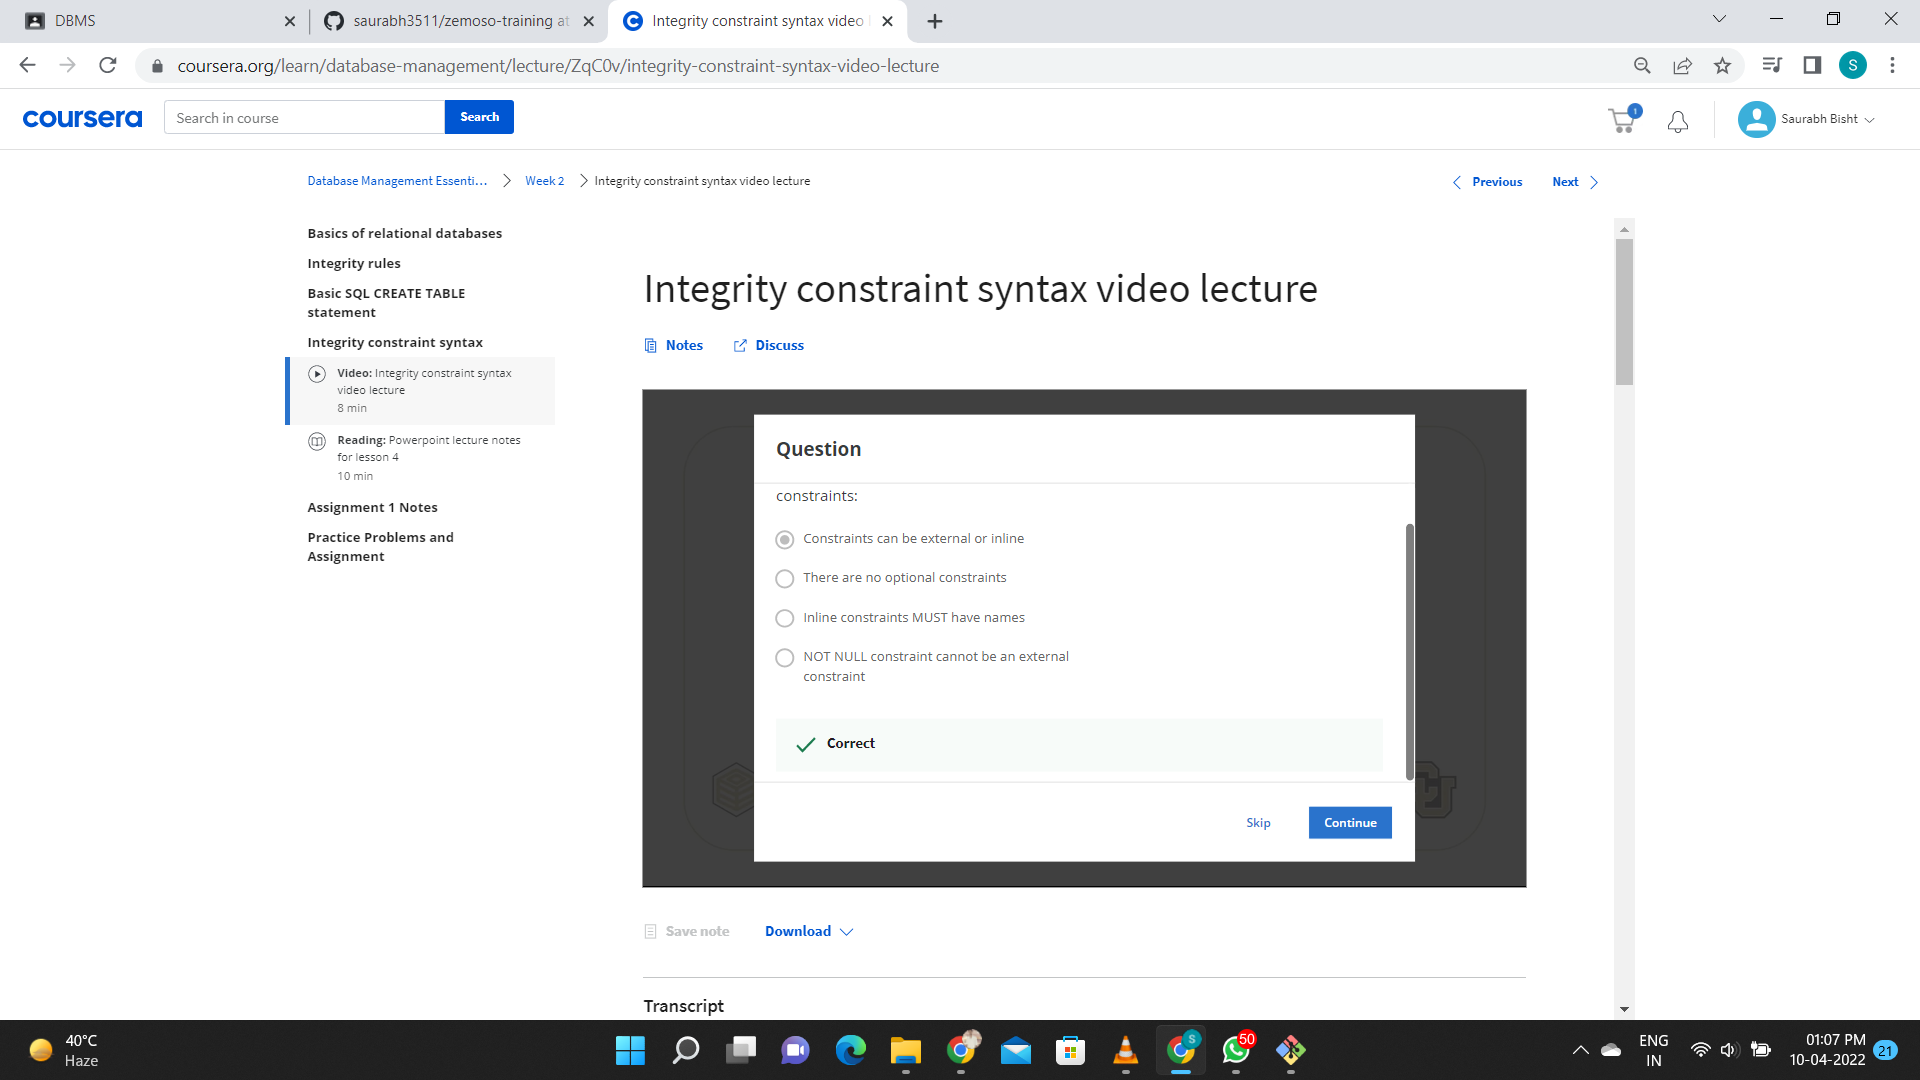 DBMS
saurabh3511/zemoso-training at
Integrity constraint syntax video l
coursera.org/learn/database-management/lecture/ZqC0v/integrity-constraint-syntax-video-lecture
S
coursera
Search in course
Search
1
Saurabh Bisht
Database Management Essenti...
Week 2
Integrity constraint syntax video lecture
Previous
Next
Basics of relational databases
Integrity rules
Basic SQL CREATE TABLE
statement
Integrity constraint syntax
Video: Integrity constraint syntax
video lecture
8 min
Reading: Powerpoint lecture notes
for lesson 4
10 min
Assignment 1 Notes
Practice Problems and
Assignment
Integrity constraint syntax video lecture
Notes
Discuss
Question
constraints:
Constraints can be external or inline
There are no optional constraints
Inline constraints MUST have names
NOT NULL constraint cannot be an external
constraint
Correct
Skip
Continue
Save note
Download
Transcript
40°C
Haze
S
50
ENG
IN
01:07 PM
10-04-2022
21